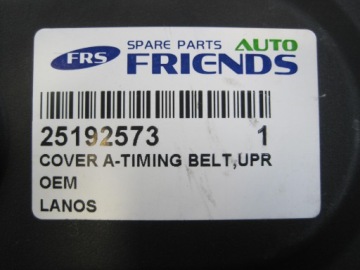 FRS SPARE PARTS AUTO
FRIENDS
25192573 1
COVER A-TIMING BELT,UPR
OEM
LANOS